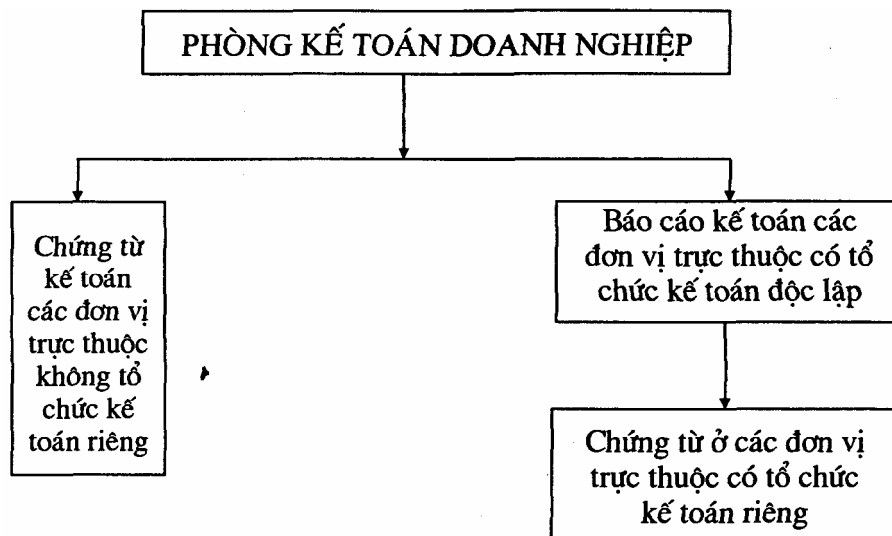 PHÒNG KẾ TOÁN DOANH NGHIỆP
Chứng từ
kế toán
các đơn vị
trực thuộc
không tổ
chức kế
toán riêng
Báo cáo kế toán các
đơn vị trực thuộc có tổ
chức kế toán độc lập
Chứng từ ở các đơn vị
trực thuộc có tổ chức
kế toán riêng